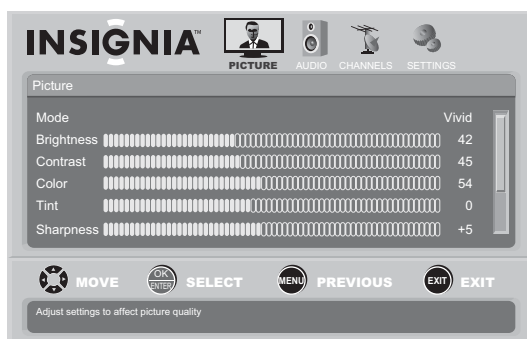 INSIGNIA™
PICTURE AUDIO CHANNELS SETTINGS
Picture
Mode Vivid
Brightness 42
Contrast 45
Color 54
Tint 0
Sharpness +5
MOVE OK ENTER SELECT MENU PREVIOUS EXIT EXIT
Adjust settings to affect picture quality